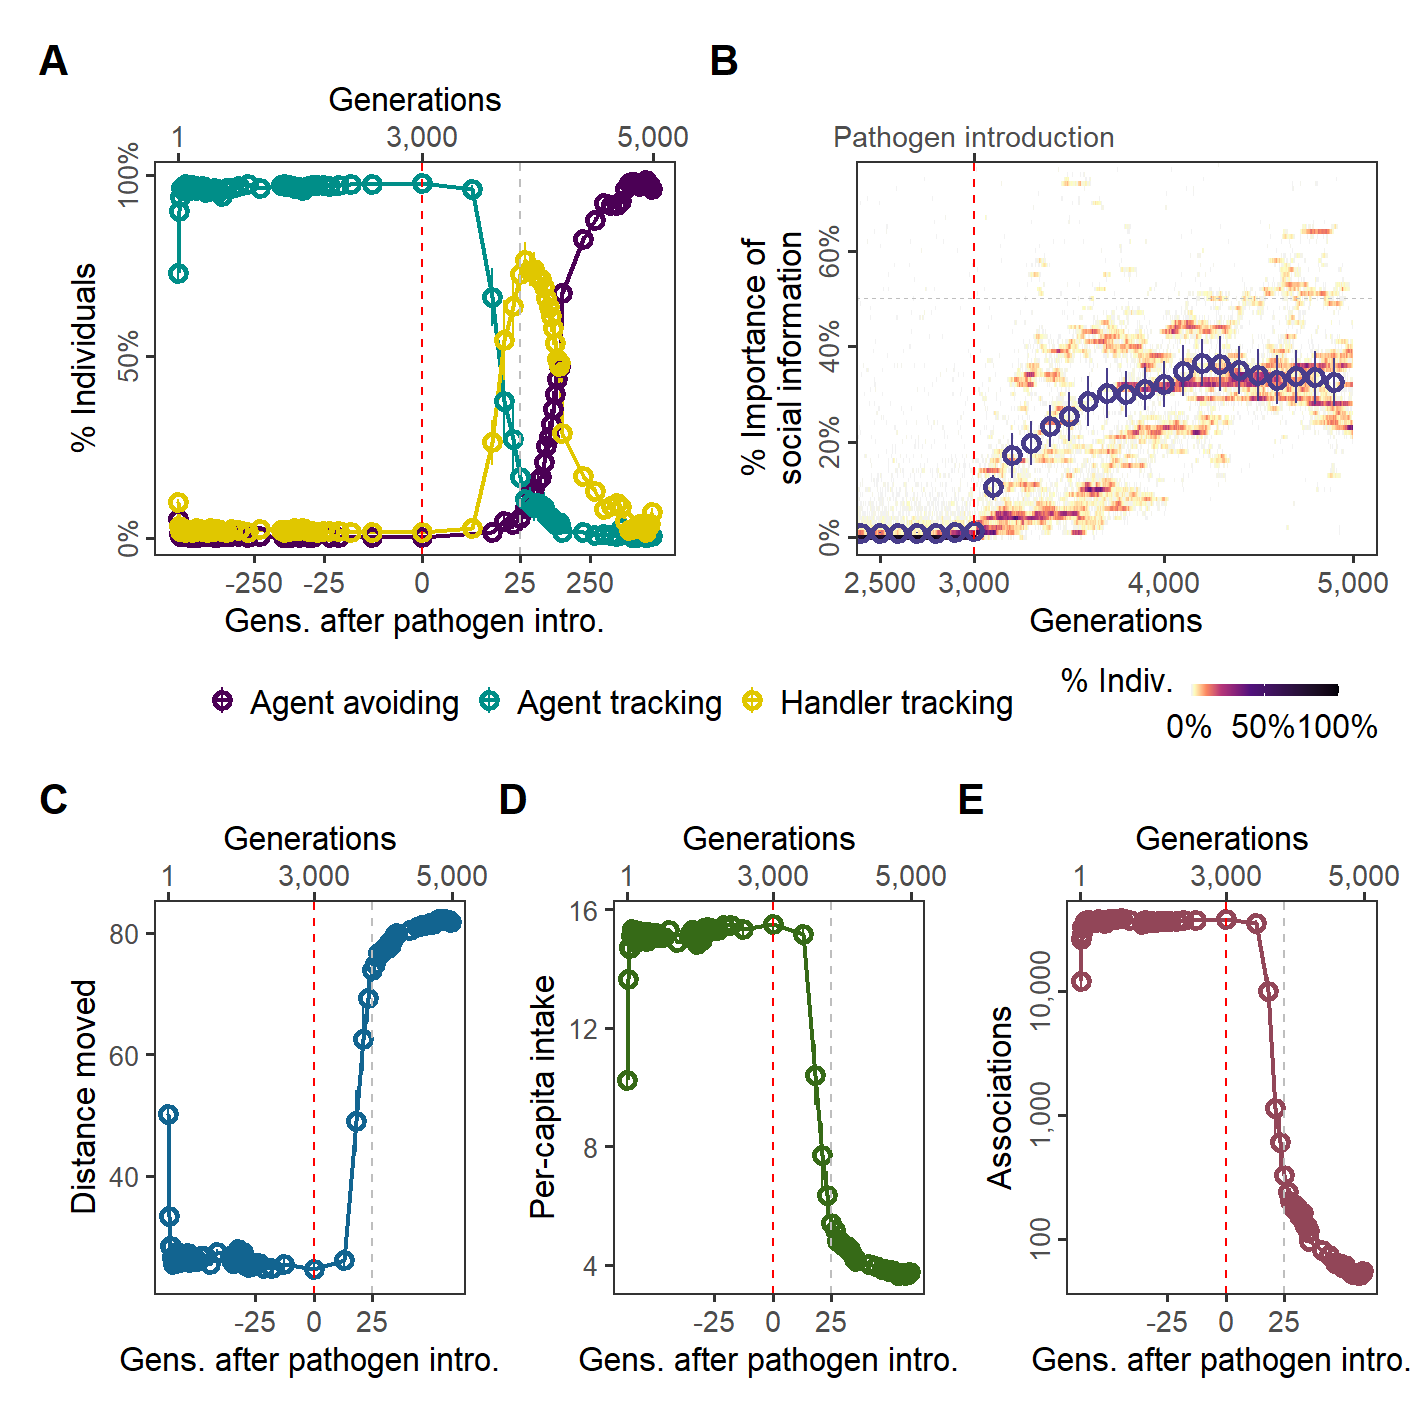 A
Generations
1 3,000 5,000
% Individuals
100%
50%
0%
-250 -25 0 25 250
Gens. after pathogen intro.
B
Pathogen introduction
% Importance of
social information
60%
40%
20%
0%
2,500 3,000 4,000 5,000
Generations
Agent avoiding Agent tracking Handler tracking
% Indiv.
0% 50% 100%
C
Generations
1 3,000 5,000
Distance moved
80
60
40
-25 0 25
Gens. after pathogen intro.
D
Generations
1 3,000 5,000
Per-capita intake
16
12
8
4
-25 0 25
Gens. after pathogen intro.
E
Generations
1 3,000 5,000
Associations
10,000
1,000
100
-25 0 25
Gens. after pathogen intro.